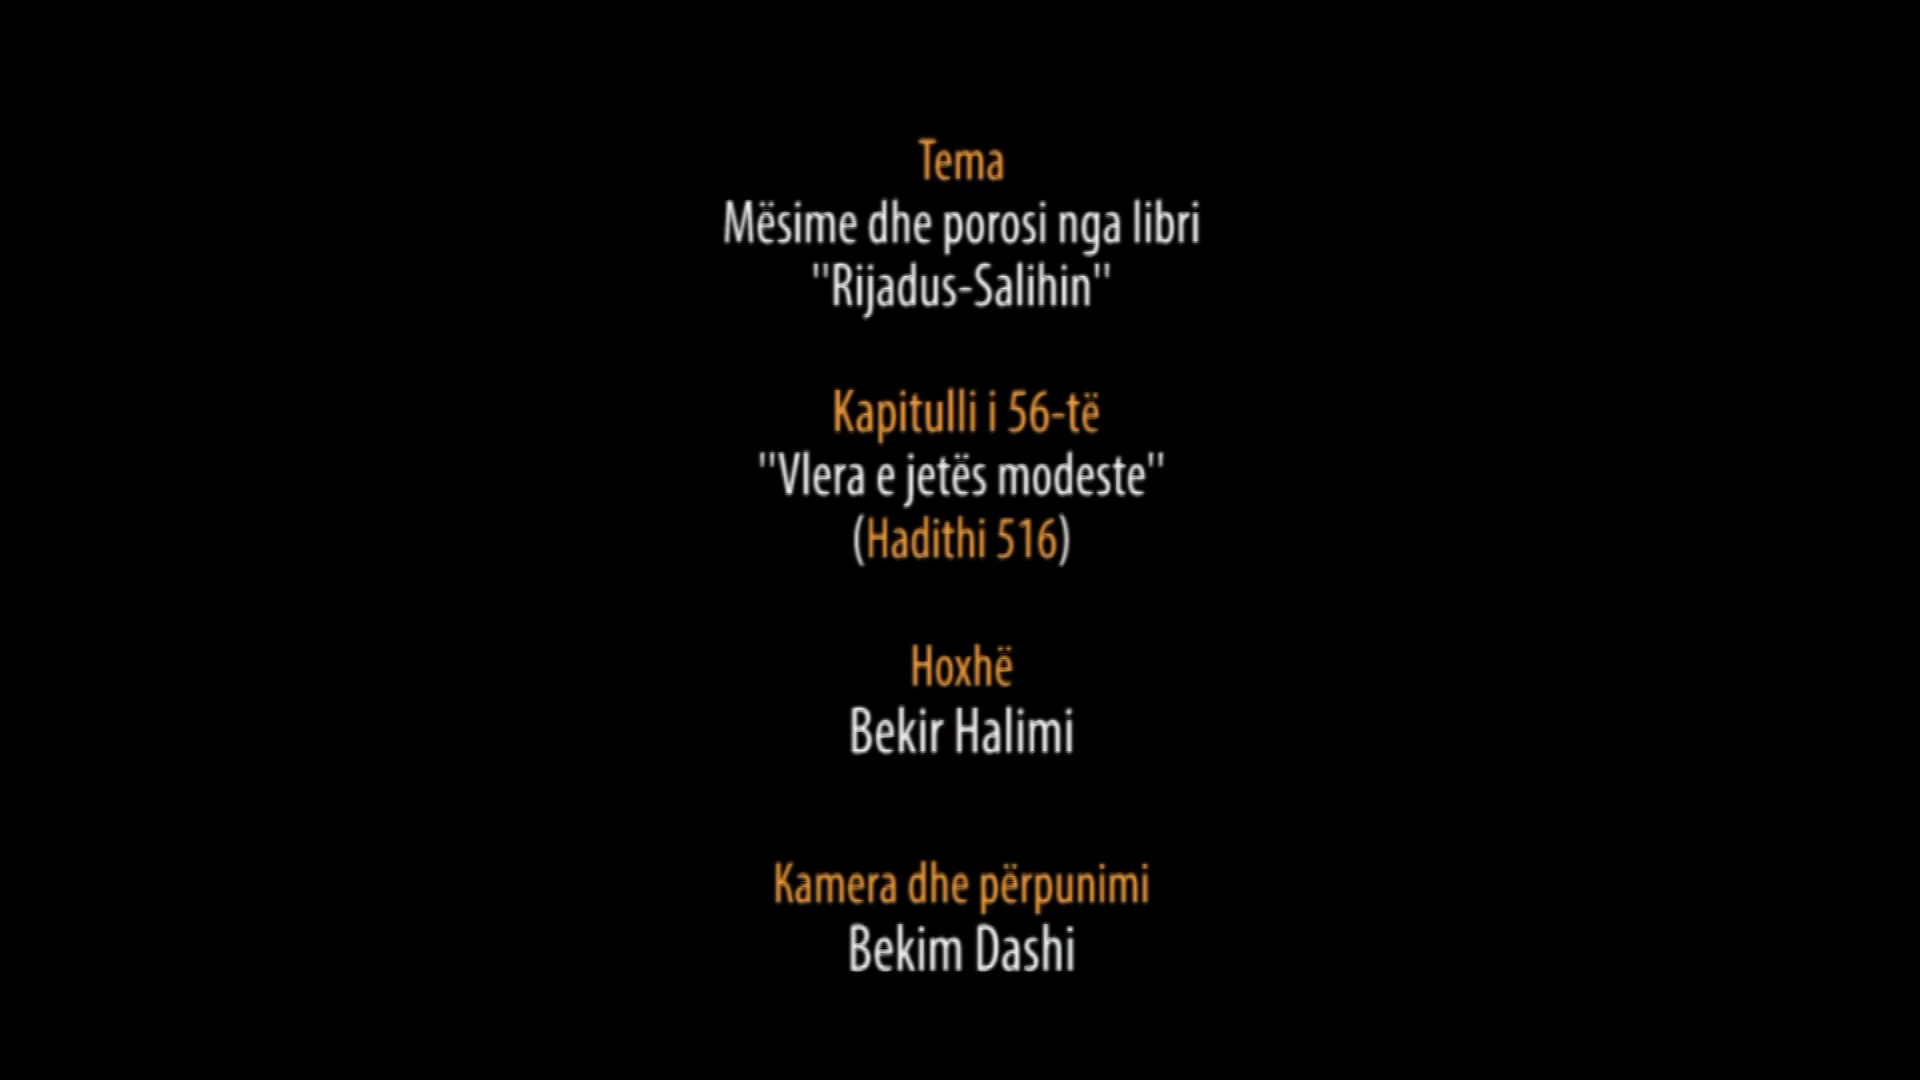 Tema
Mësime dhe porosi nga libri
"Rijadus-Salihin"
Kapitulli i 56-të
"Vlera e jetës modeste"
(Hadithi 516)
Hoxhë
Bekir Halimi
Kamera dhe përpunimi
Bekim Dashi